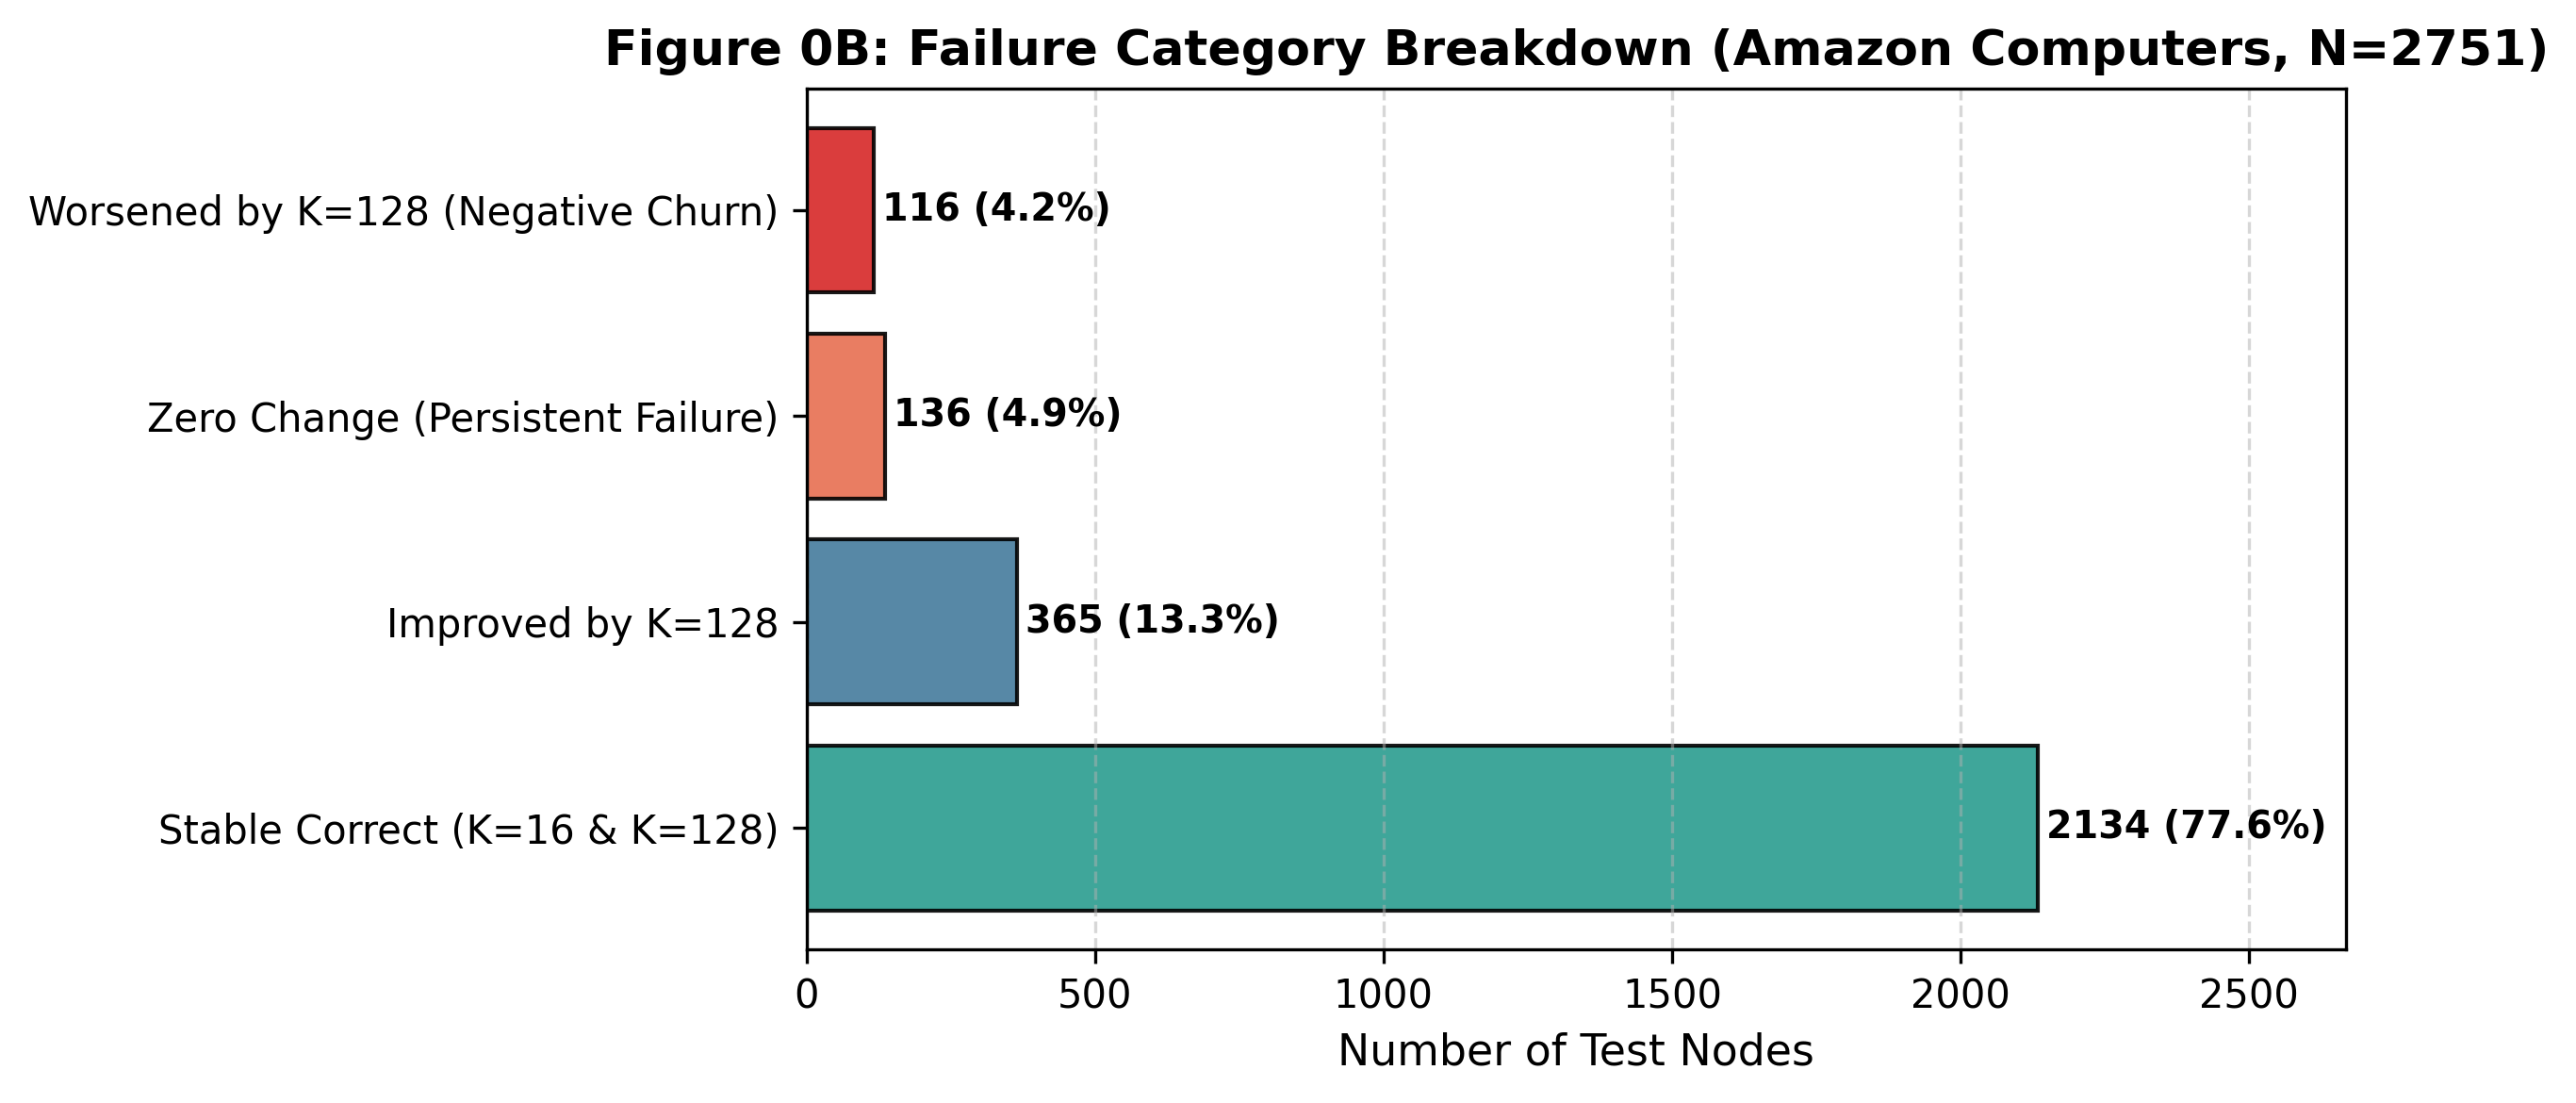 Figure 0B: Failure Category Breakdown (Amazon Computers, N=2751)
Worsened by K=128 (Negative Churn)
116 (4.2%)
Zero Change (Persistent Failure)
136 (4.9%)
Improved by K=128
365 (13.3%)
Stable Correct (K=16 & K=128)
2134 (77.6%)
0 500 1000 1500 2000 2500
Number of Test Nodes